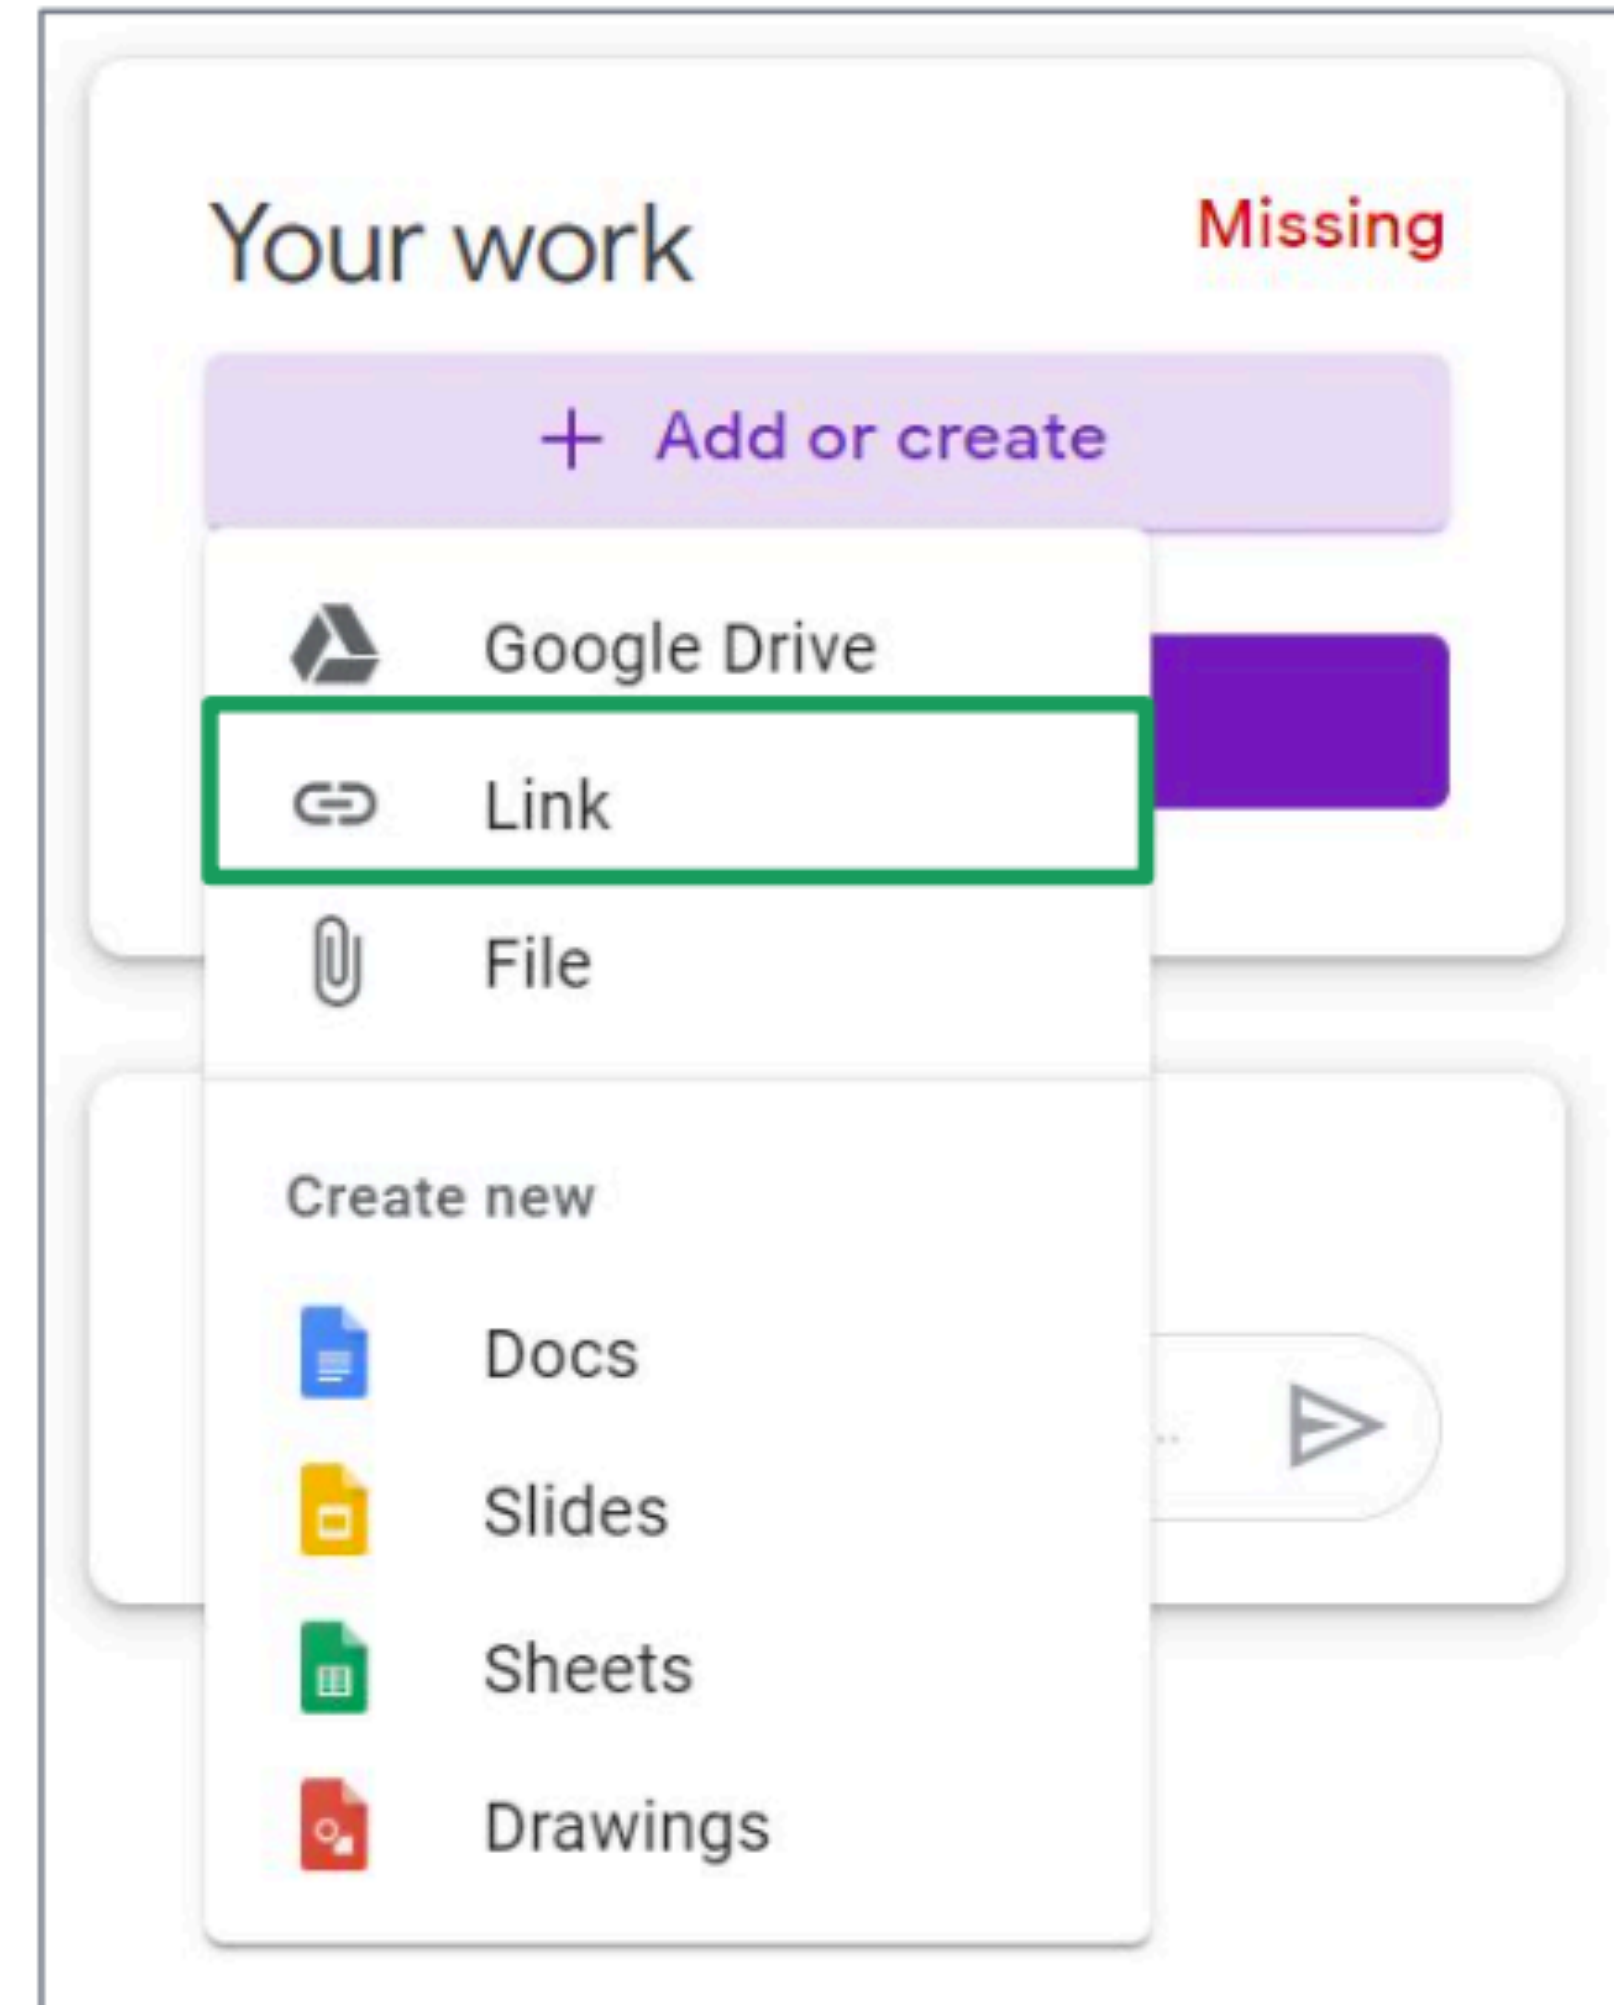 Your work
Missing
+ Add or create
Google Drive
Link
File
Create new
Docs
Slides
Sheets
Drawings